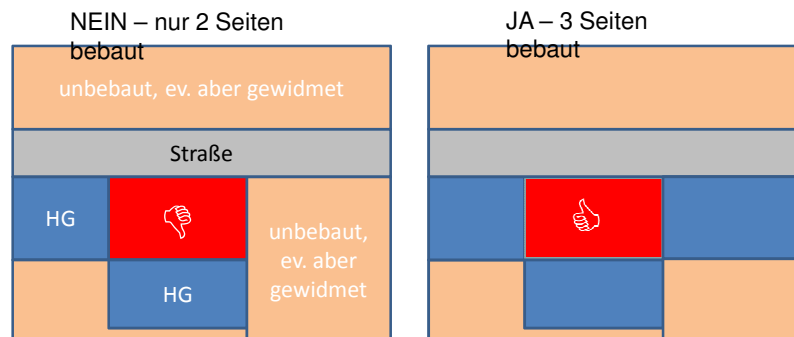 NEIN – nur 2 Seiten
bebaut
unbebaut, ev. aber gewidmet
Straße
HG
HG
unbebaut,
ev. aber
gewidmet
JA – 3 Seiten
bebaut